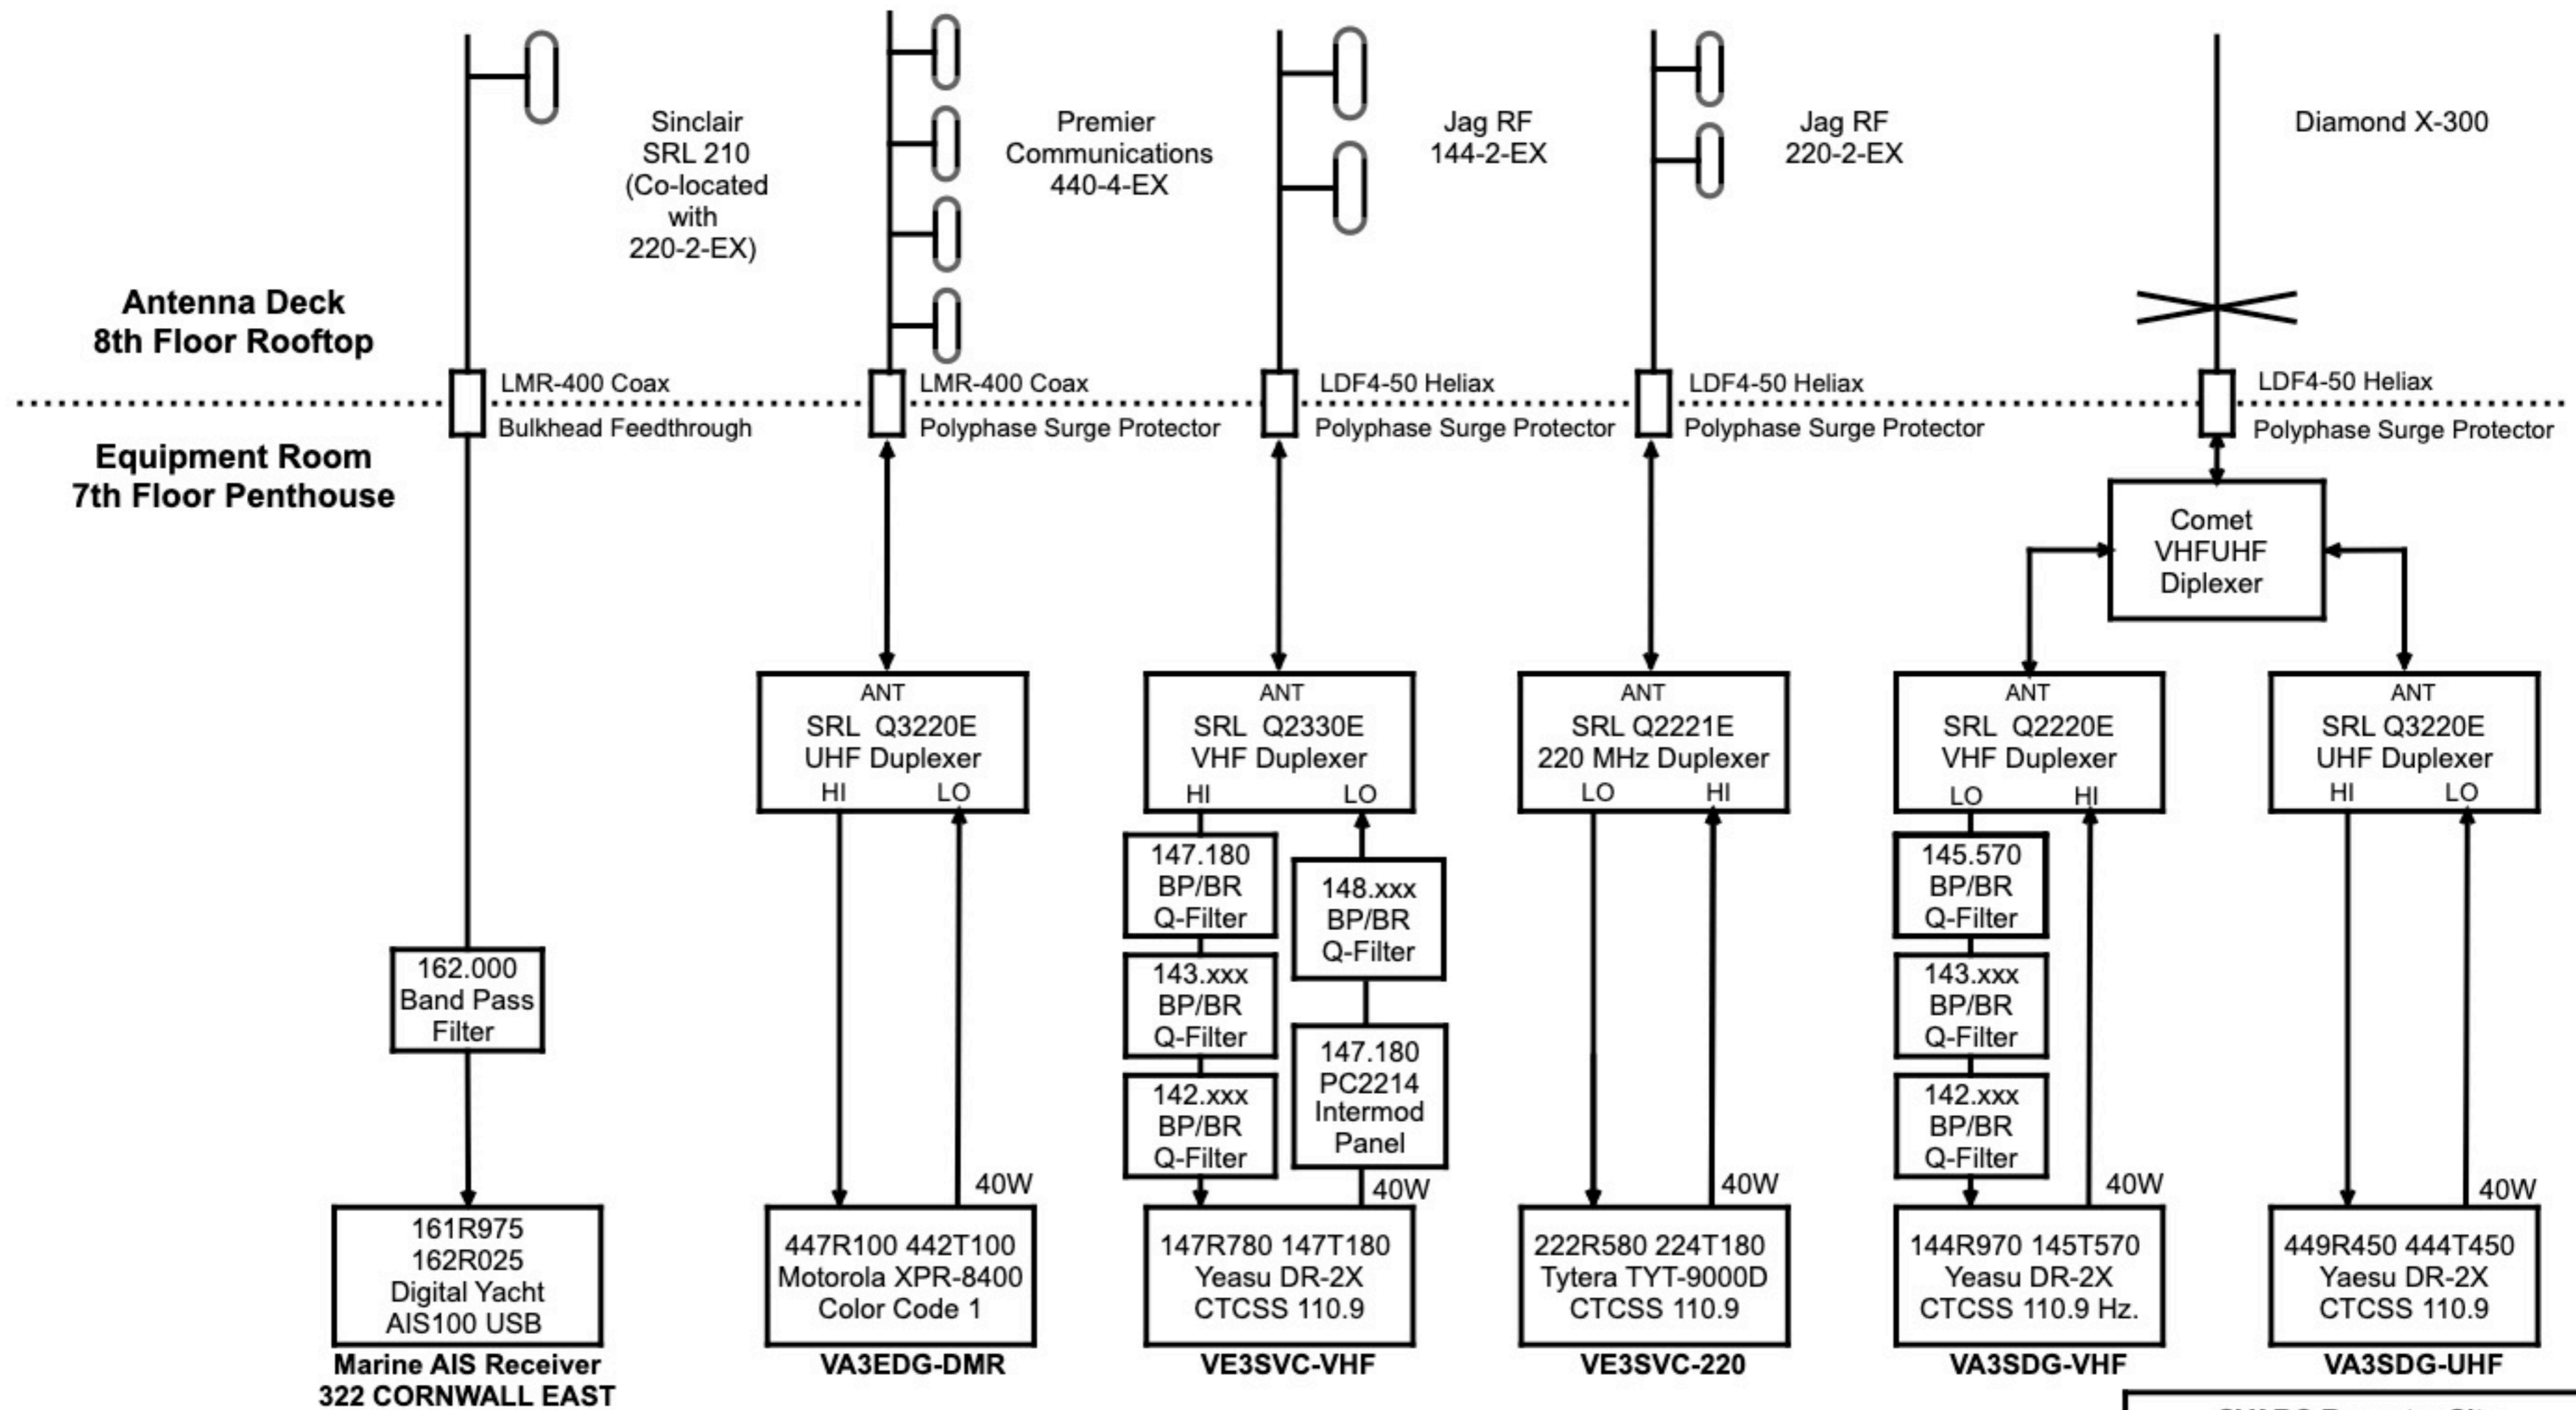 Sinclair
SRL 210
(Co-located
with
220-2-EX)
Premier
Communications
440-4-EX
Jag RF
144-2-EX
Jag RF
220-2-EX
Diamond X-300
Antenna Deck
8th Floor Rooftop
LMR-400 Coax
Bulkhead Feedthrough
LMR-400 Coax
Polyphase Surge Protector
LDF4-50 Heliax
Polyphase Surge Protector
LDF4-50 Heliax
Polyphase Surge Protector
LDF4-50 Heliax
Polyphase Surge Protector
Equipment Room
7th Floor Penthouse
Comet
VHFUHF
Diplexer
ANT
SRL Q3220E
UHF Duplexer
HI LO
ANT
SRL Q2330E
VHF Duplexer
HI LO
ANT
SRL Q2221E
220 MHz Duplexer
LO HI
ANT
SRL Q2220E
VHF Duplexer
LO HI
ANT
SRL Q3220E
UHF Duplexer
HI LO
162.000
Band Pass
Filter
147.180
BP/BR
Q-Filter
143.xxx
BP/BR
Q-Filter
142.xxx
BP/BR
Q-Filter
148.xxx
BP/BR
Q-Filter
147.180
PC2214
Intermod
Panel
145.570
BP/BR
Q-Filter
143.xxx
BP/BR
Q-Filter
142.xxx
BP/BR
Q-Filter
40W
40W
40W
40W
40W
161R975
162R025
Digital Yacht
AIS100 USB
Marine AIS Receiver
322 CORNWALL EAST
447R100 442T100
Motorola XPR-8400
Color Code 1
VA3EDG-DMR
147R780 147T180
Yeasu DR-2X
CTCSS 110.9
VE3SVC-VHF
222R580 224T180
Tytera TYT-9000D
CTCSS 110.9
VE3SVC-220
144R970 145T570
Yeasu DR-2X
CTCSS 110.9 Hz.
VA3SDG-VHF
449R450 444T450
Yaesu DR-2X
CTCSS 110.9
VA3SDG-UHF